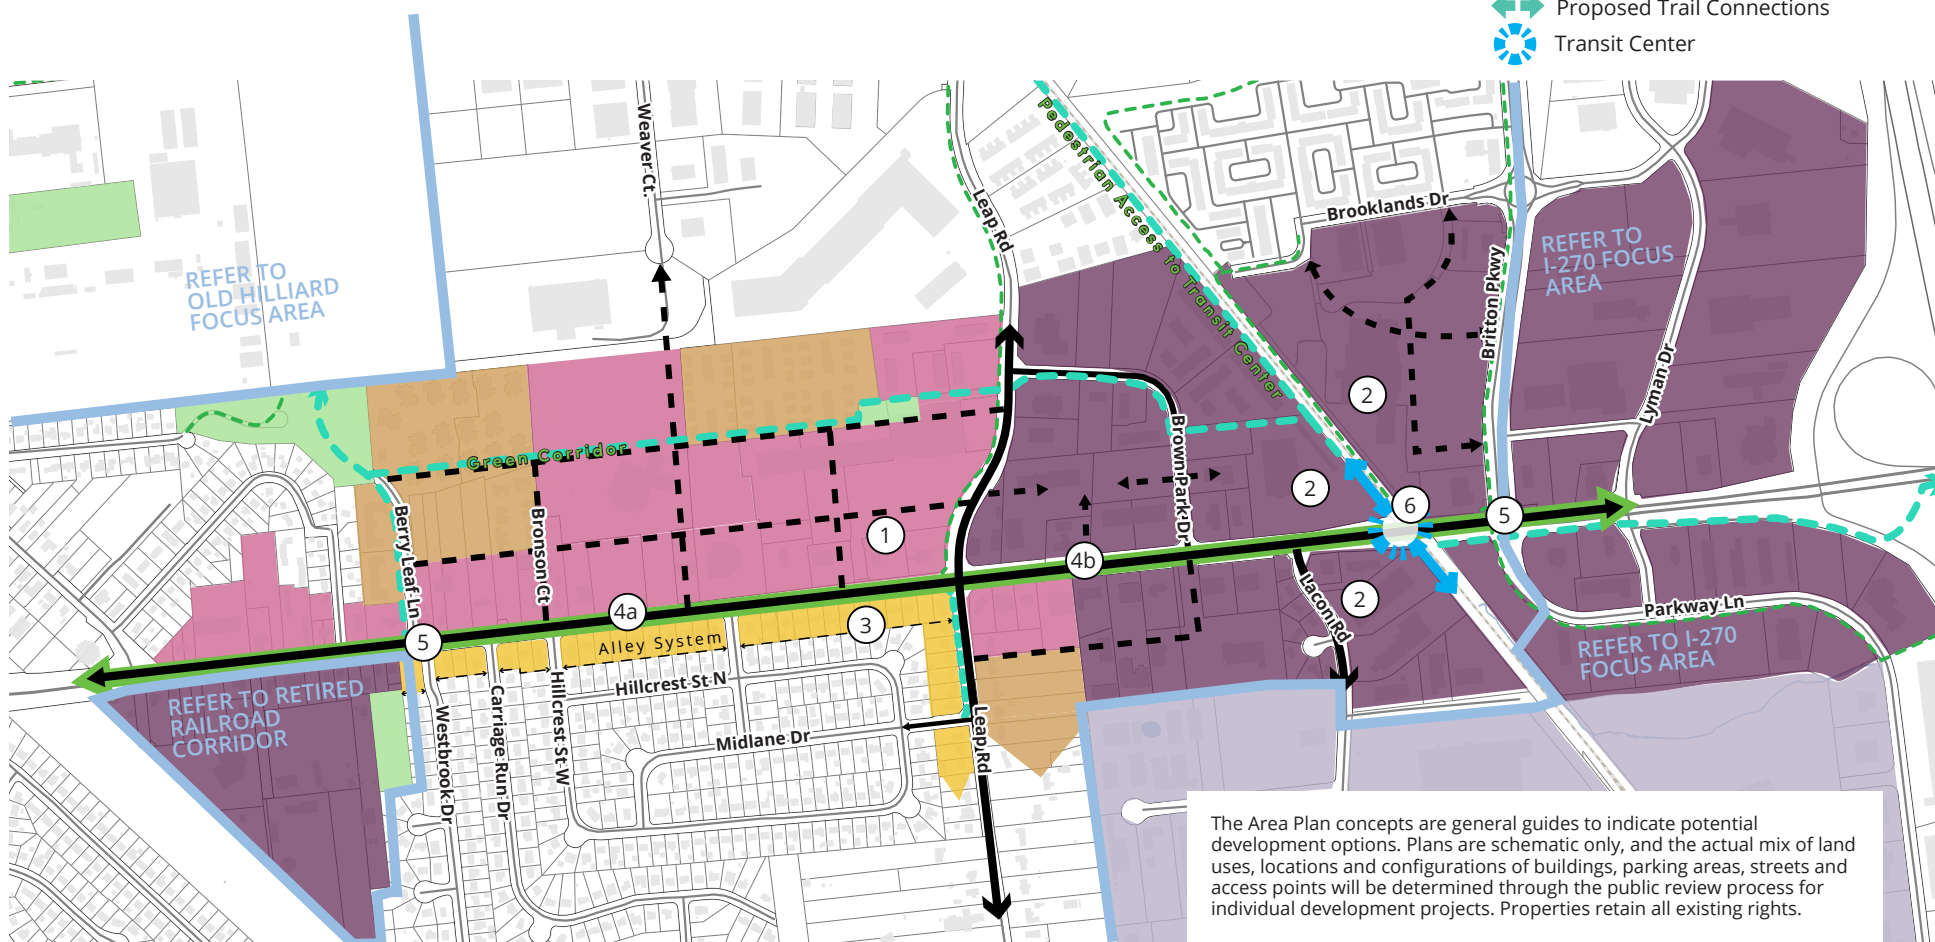 Proposed Trail Connections
Transit Center
Weaver Ct.
Leap Rd
Pedestrian Access to Transit Center
Brooklands Dr
Britton Pkwy
REFER TO
I-270 FOCUS
AREA
REFER TO
OLD HILLIARD
FOCUS AREA
Lyman Dr
2
Green Corridor
Brown Park Dr
2
6
5
Berry Leaf Ln
Bronson Ct
1
4b
4a
3
Lacon Rd
2
Parkway Ln
5
Alley System
REFER TO I-270
FOCUS AREA
REFER TO RETIRED
RAILROAD
CORRIDOR
Westbrook Dr
Carriage Run Dr
Hillcrest St W
Hillcrest St N
Midlane Dr
Leap Rd
The Area Plan concepts are general guides to indicate potential
development options. Plans are schematic only, and the actual mix of land
uses, locations and configurations of buildings, parking areas, streets and
access points will be determined through the public review process for
individual development projects. Properties retain all existing rights.